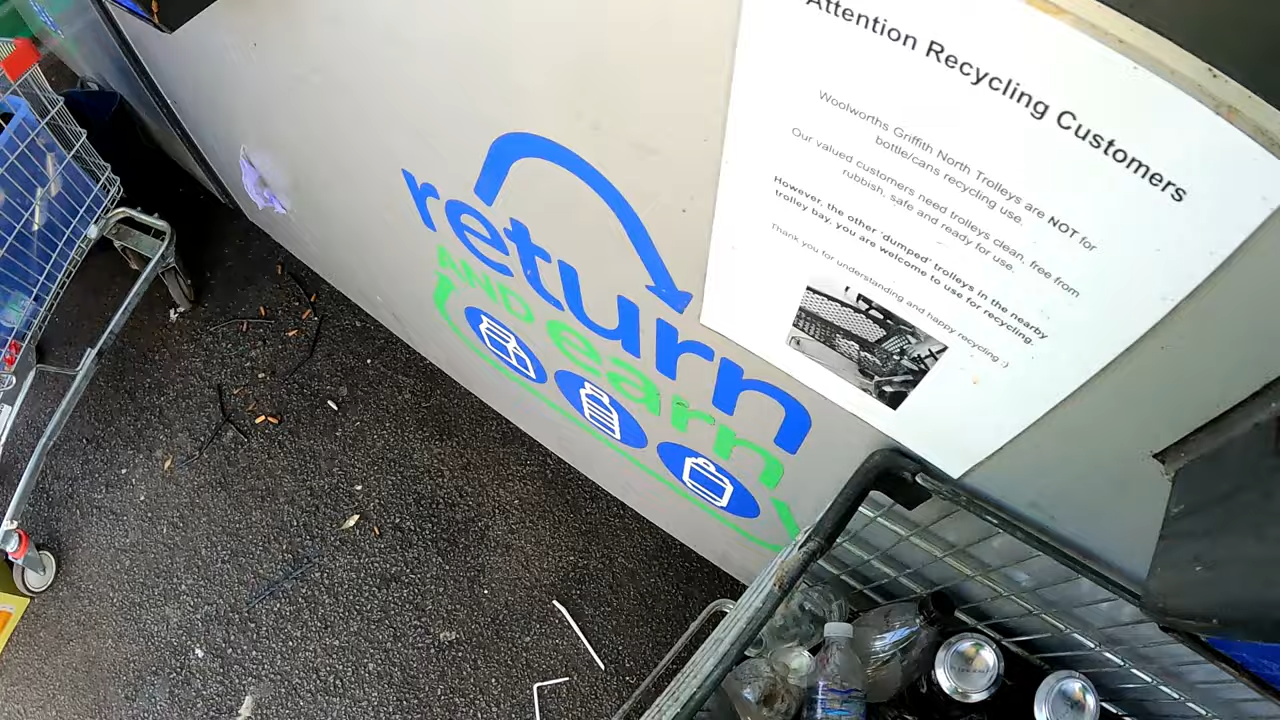 Attention Recycling Customers
Woolworths Griffith North Trolleys are NOT for
bottle/cans recycling use.
Our valued customers need trolleys clean, free from
rubbish, safe and ready for use.
However, the other 'dumped' trolleys in the nearby
trolley bay, you are welcome to use for recycling.
Thank you for understanding and happy recycling :)
return
AND earn